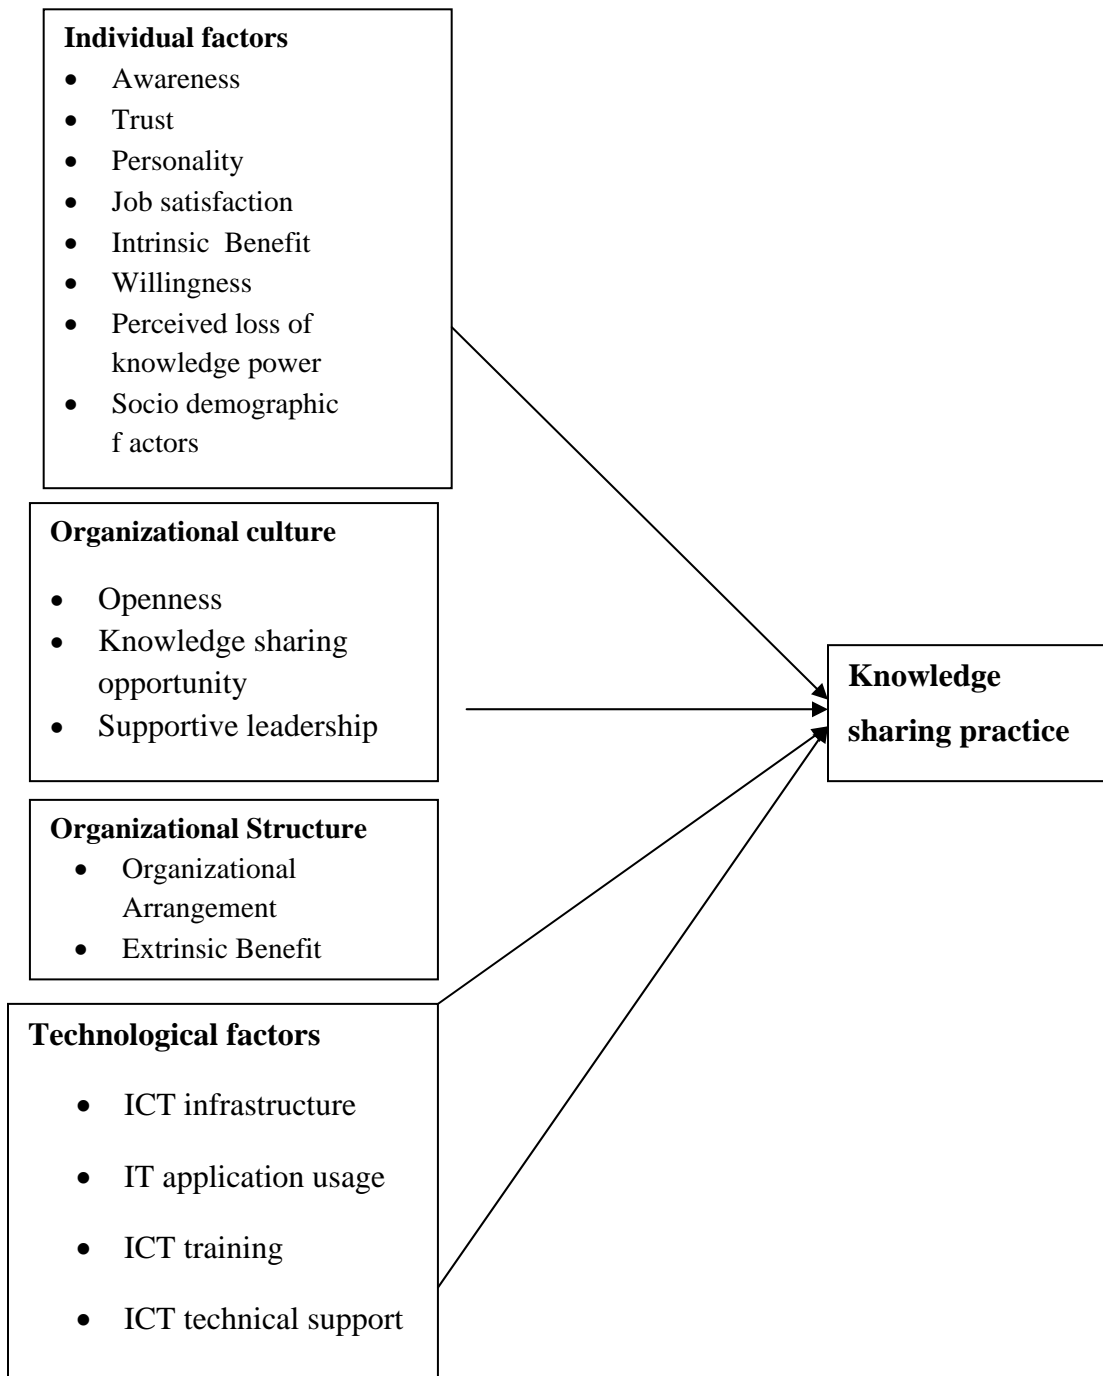 Individual factors
• Awareness
• Trust
• Personality
• Job satisfaction
• Intrinsic  Benefit
• Willingness
• Perceived loss of
knowledge power
• Socio demographic
f actors
Organizational culture
• Openness
• Knowledge sharing
opportunity
• Supportive leadership
Knowledge
sharing practice
Organizational Structure
• Organizational
Arrangement
• Extrinsic Benefit
Technological factors
• ICT infrastructure
• IT application usage
• ICT training
• ICT technical support